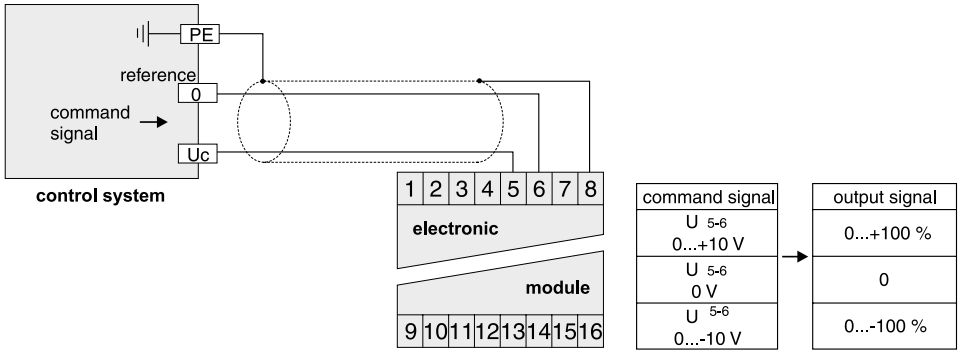 PE
reference
0
command
signal
Uc
control system
1 2 3 4 5 6 7 8
electronic
module
9 10 11 12 13 14 15 16
command signal
U 5-6
0...+10 V
U 5-6
0 V
U 5-6
0...-10 V
output signal
0...+100 %
0
0...-100 %